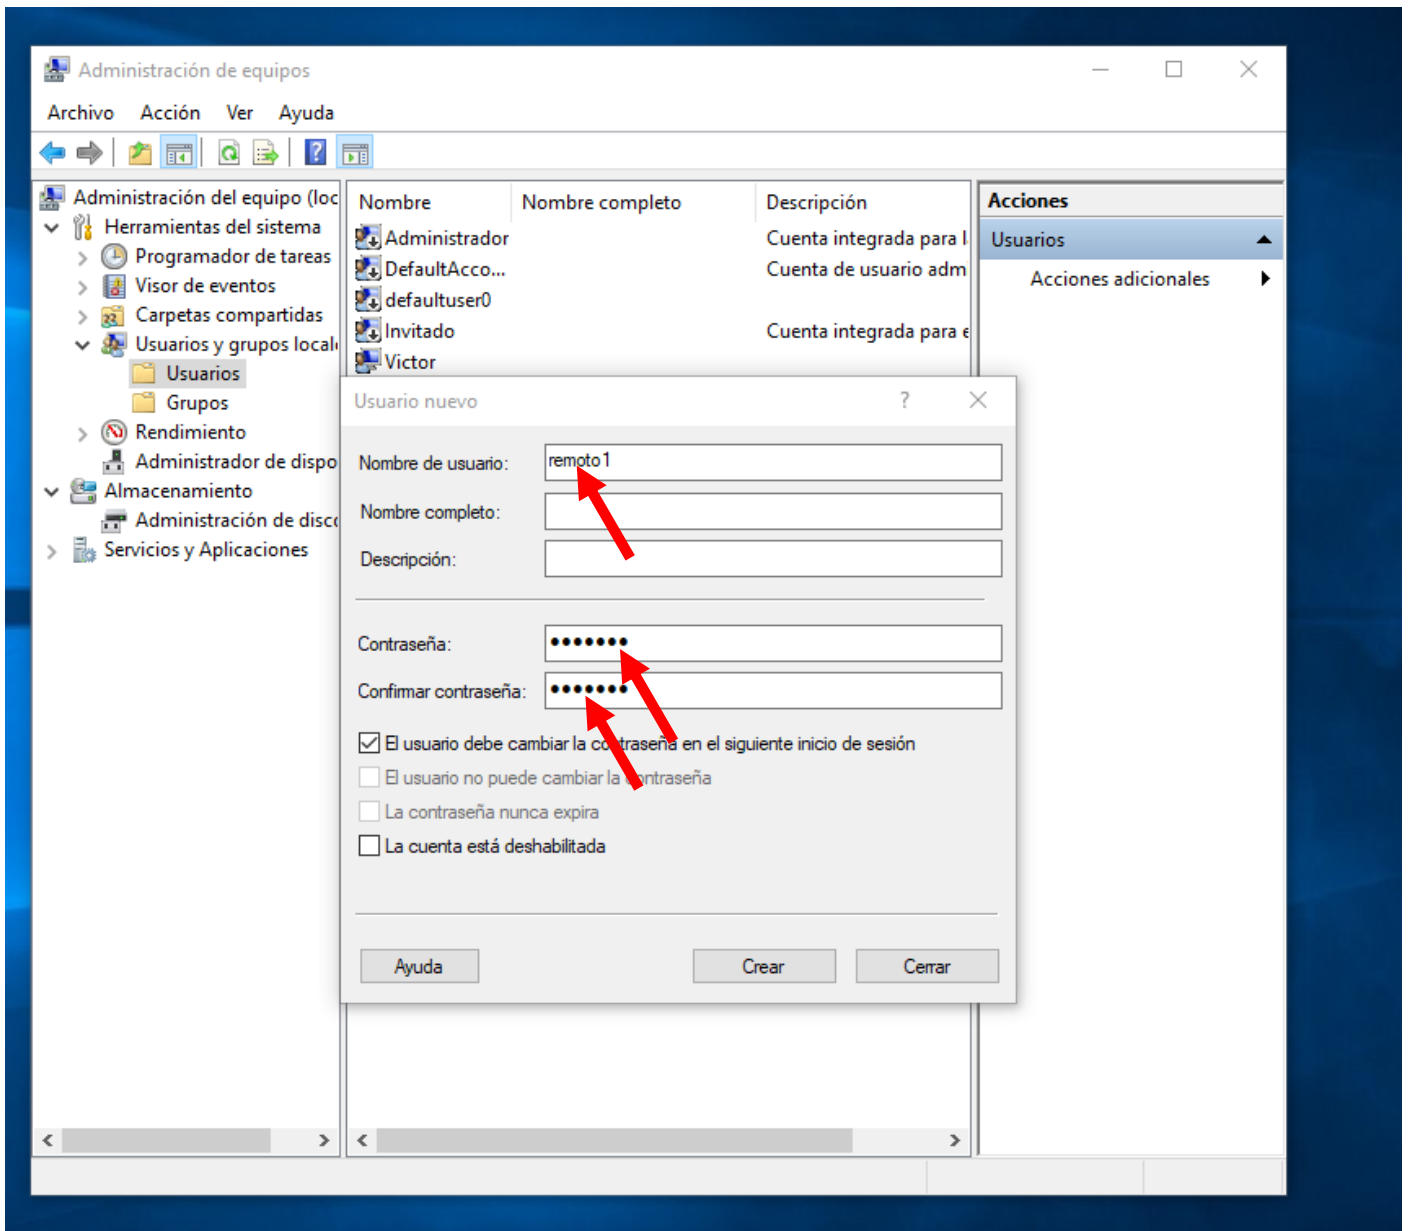 Administración de equipos
Archivo Acción Ver Ayuda
Administración del equipo (loc
Herramientas del sistema
Programador de tareas
Visor de eventos
Carpetas compartidas
Usuarios y grupos local
Usuarios
Grupos
Rendimiento
Administrador de dispo
Almacenamiento
Administración de disc
Servicios y Aplicaciones
Nombre Nombre completo Descripción
Administrador Cuenta integrada para l
DefaultAcco... Cuenta de usuario adm
defaultuser0
Invitado Cuenta integrada para e
Victor
Acciones
Usuarios
Acciones adicionales
Usuario nuevo ?
Nombre de usuario: remoto1
Nombre completo:
Descripción:
Contraseña: •••••••
Confirmar contraseña: •••••••
El usuario debe cambiar la contraseña en el siguiente inicio de sesión
El usuario no puede cambiar la contraseña
La contraseña nunca expira
La cuenta está deshabilitada
Ayuda Crear Cerrar